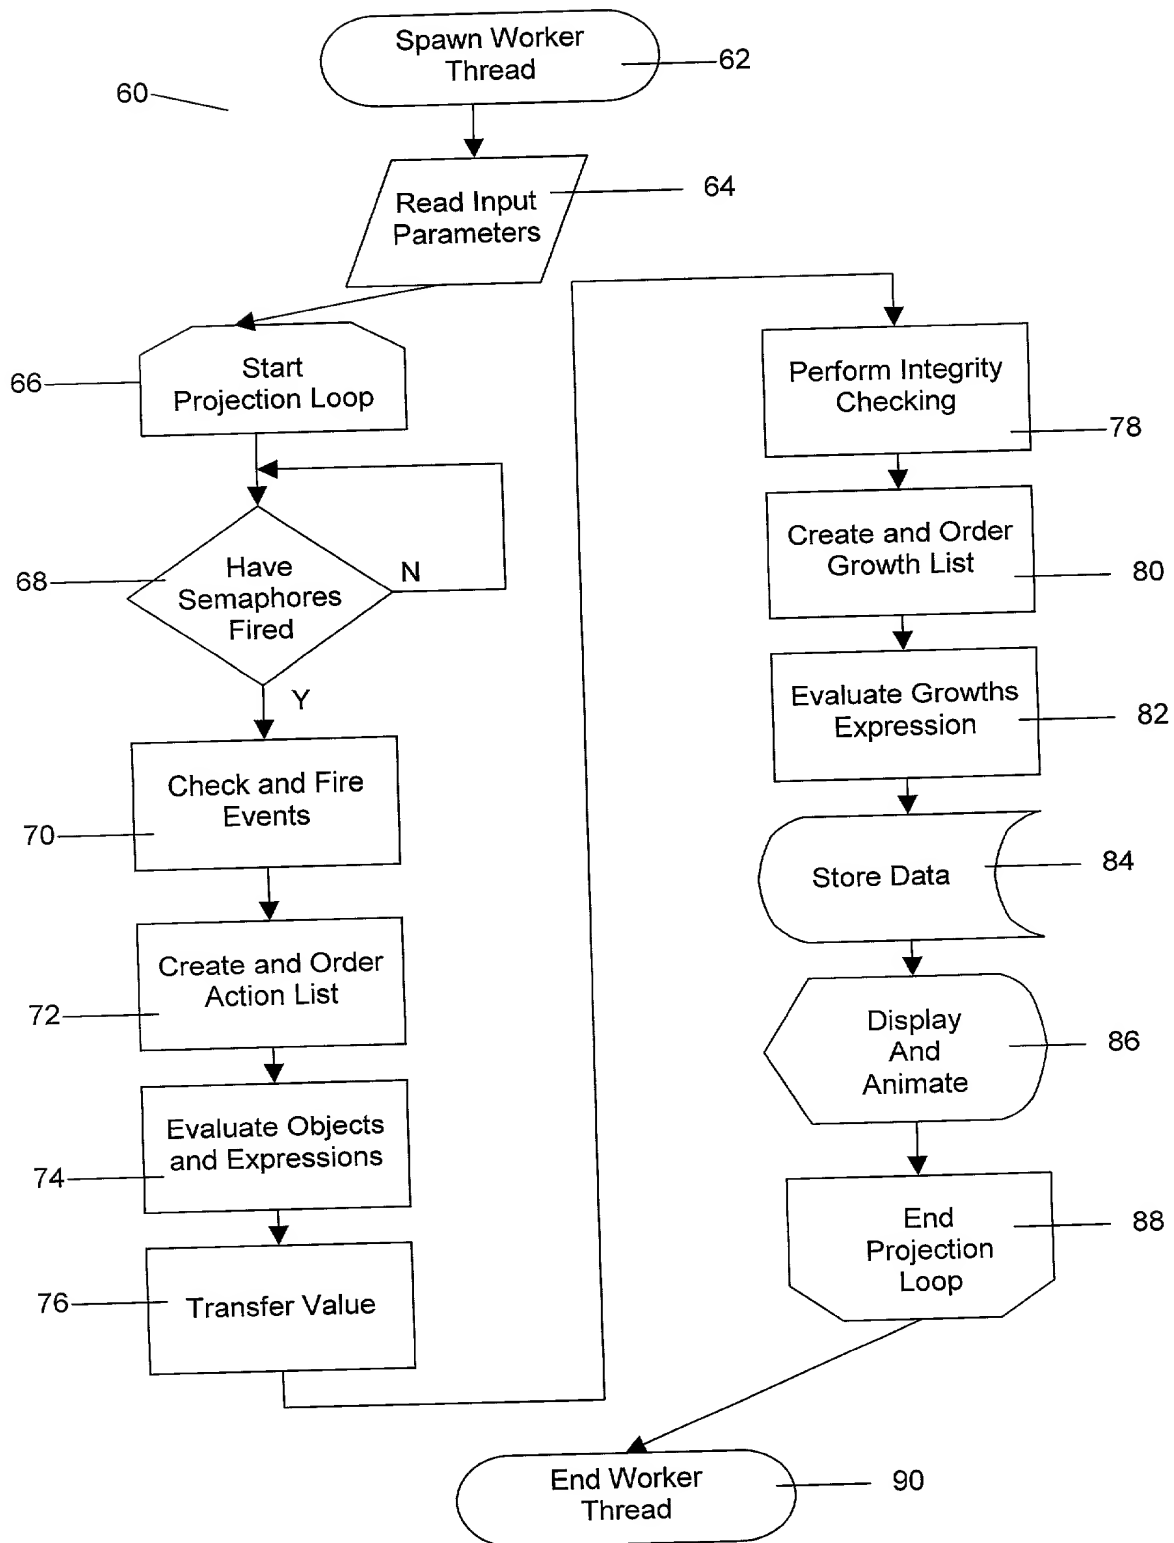 Spawn Worker
Thread
62
60
Read Input
Parameters
64
Start
Projection Loop
66
Have
Semaphores
Fired
68
N
Y
Check and Fire
Events
70
Create and Order
Action List
72
Evaluate Objects
and Expressions
74
Transfer Value
76
Perform Integrity
Checking
78
Create and Order
Growth List
80
Evaluate Growths
Expression
82
Store Data
84
Display
And
Animate
86
End
Projection
Loop
88
End Worker
Thread
90